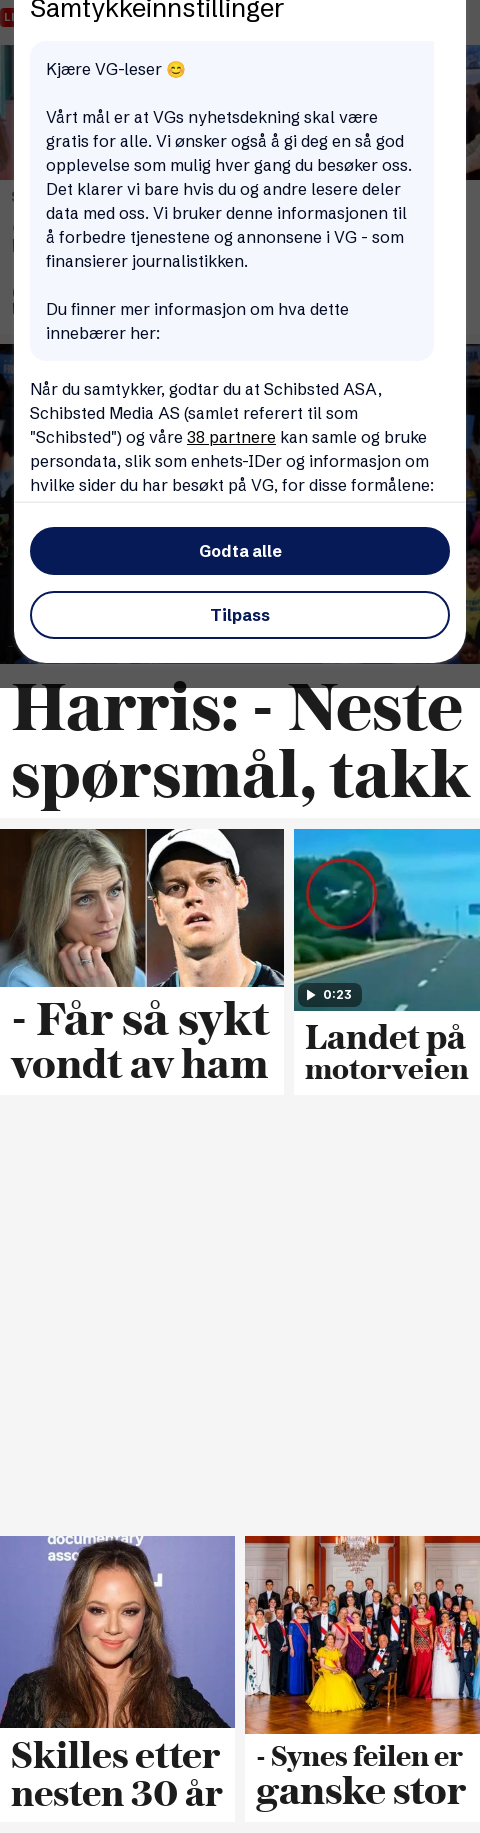 Samtykkeinnstillinger
Kjære VG-leser 😊
Vårt mål er at VGs nyhetsdekning skal være
gratis for alle. Vi ønsker også å gi deg en så god
opplevelse som mulig hver gang du besøker oss.
Det klarer vi bare hvis du og andre lesere deler
data med oss. Vi bruker denne informasjonen til
å forbedre tjenestene og annonsene i VG - som
finansierer journalistikken.
Du finner mer informasjon om hva dette
innebærer her:
Når du samtykker, godtar du at Schibsted ASA,
Schibsted Media AS (samlet referert til som
"Schibsted") og våre 38 partnere kan samle og bruke
persondata, slik som enhets-IDer og informasjon om
hvilke sider du har besøkt på VG, for disse formålene:
Godta alle
Tilpass
Harris: - Neste
spørsmål, takk
- Får så sykt
vondt av ham
0:23
Landet på
motorveien
documentary
Skilles etter
nesten 30 år
- Synes feilen er
ganske stor